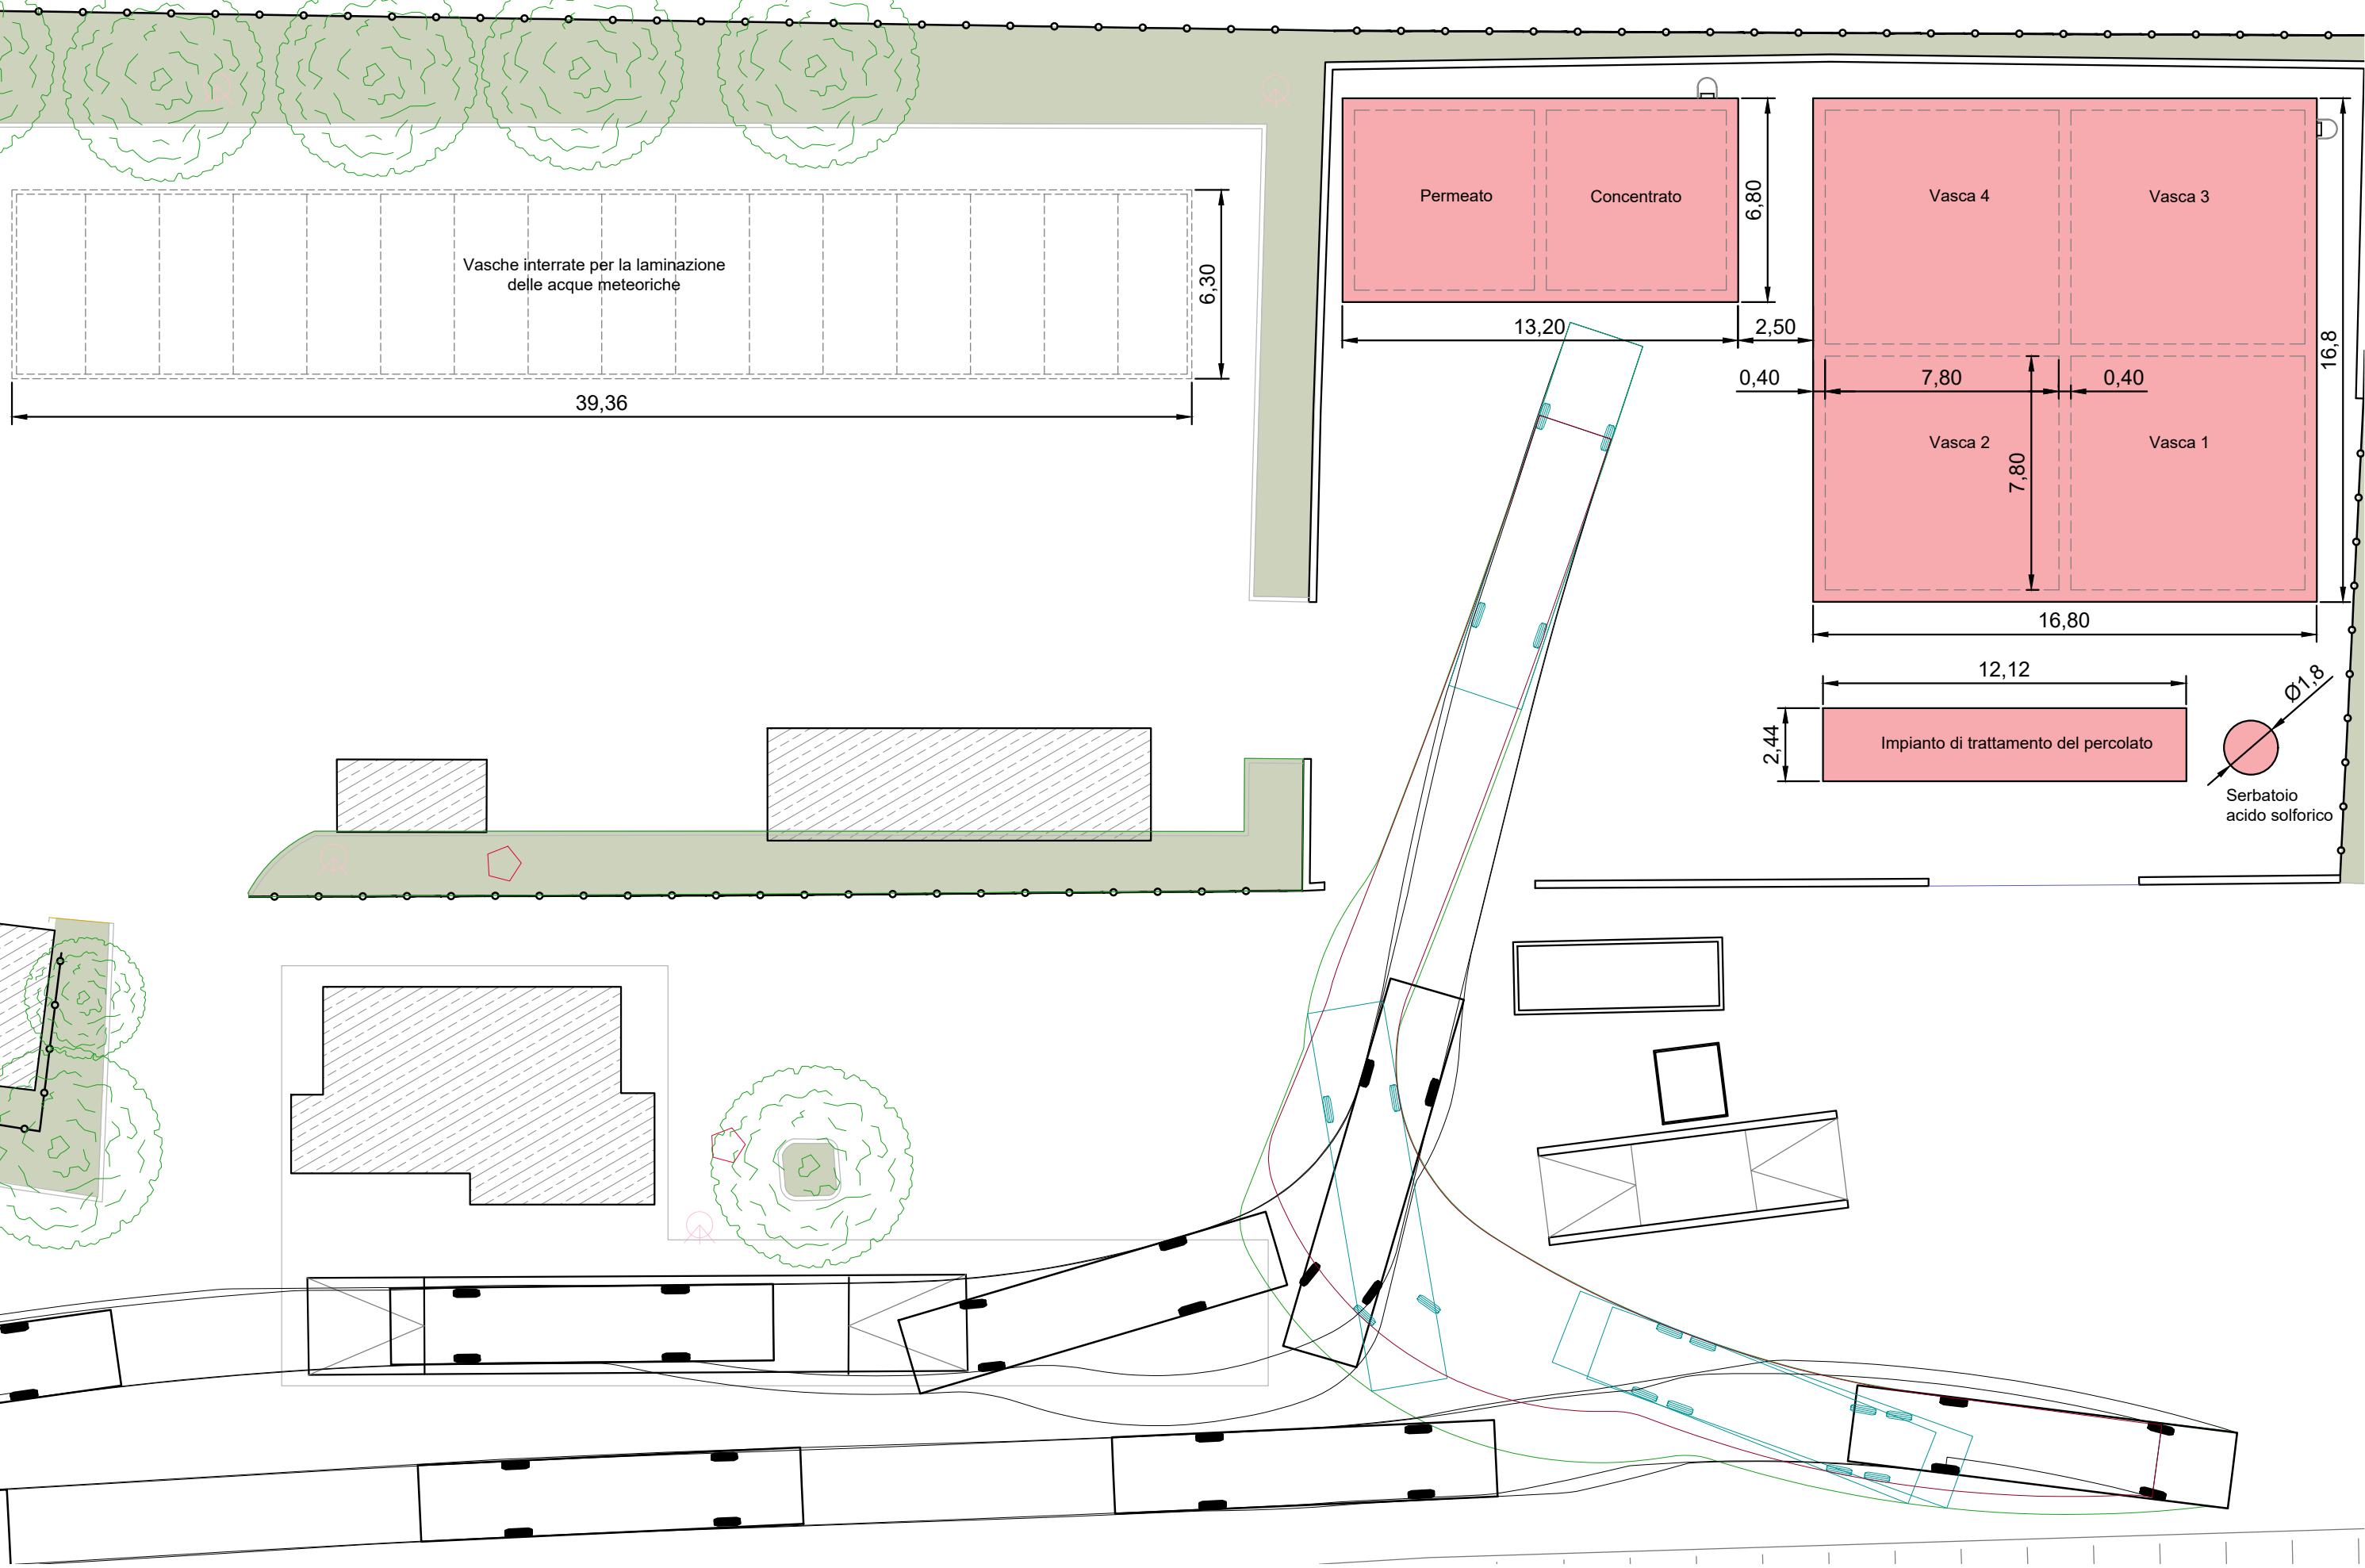 Permeato
Concentrato
6,80
Vasca 4
Vasca 3
Vasche interrate per la laminazione
delle acque meteoriche
6,30
13,20
2,50
16,8
0,40
7,80
0,40
39,36
Vasca 2
7,80
Vasca 1
16,80
12,12
Ø1,8
2,44
Impianto di trattamento del percolato
Serbatoio
acido solforico